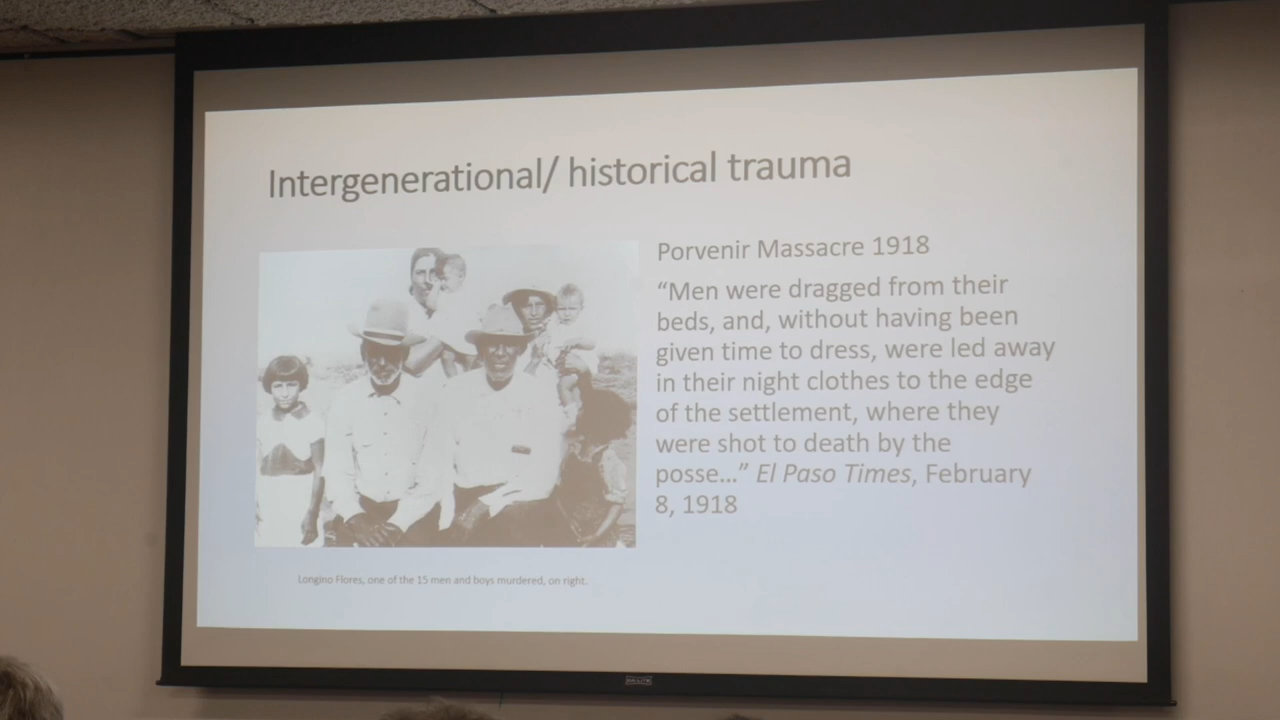 Intergenerational/ historical trauma
Porvenir Massacre 1918
“Men were dragged from their
beds, and, without having been
given time to dress, were led away
in their night clothes to the edge
of the settlement, where they
were shot to death by the
posse…” El Paso Times, February
8, 1918
Longino Flores, one of the 15 men and boys murdered, on right.
DA-LITE